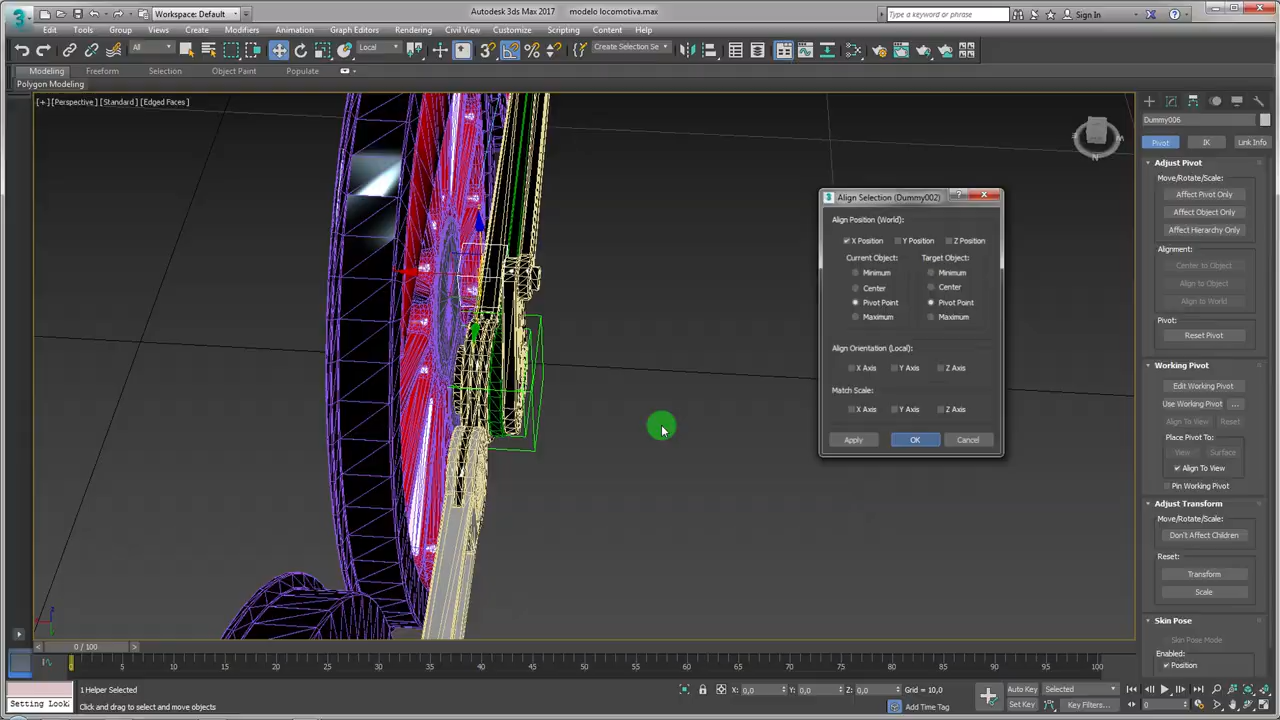 3
Workspace: Default
Autodesk 3ds Max 2017 modelo locomotiva.max
Type a keyword or phrase
Sign In
Edit Tools Group Views Create Modifiers Animation Graph Editors Rendering Civil View Customize Scripting Content Help
All
Local
Create Selection Se
Modeling Freeform Selection Object Paint Populate
Polygon Modeling
[+] [Perspective] [Standard] [Edged Faces]
Dummy006
Pivot IK Link Info
Adjust Pivot
Move/Rotate/Scale:
Affect Pivot Only
Affect Object Only
Affect Hierarchy Only
Alignment:
Center to Object
Align to Object
Align to World
Pivot:
Reset Pivot
Working Pivot
Edit Working Pivot
Use Working Pivot ...
Align To View Reset
Place Pivot To:
View Surface
Align To View
Pin Working Pivot
Adjust Transform
Move/Rotate/Scale:
Don't Affect Children
Reset:
Transform
Scale
Skin Pose
Skin Pose Mode
Enabled:
Position
Align Selection (Dummy002)
Align Position (World):
X Position Y Position Z Position
Current Object: Target Object:
Minimum Minimum
Center Center
Pivot Point Pivot Point
Maximum Maximum
Align Orientation (Local):
X Axis Y Axis Z Axis
Match Scale:
X Axis Y Axis Z Axis
Apply OK Cancel
0 / 100
5 10 15 20 25 30 35 40 45 50 55 60 65 70 75 80 85 90 95 100
1 Helper Selected
X: 0,0 Y: 0,0 Z: 0,0 Grid = 10,0
Auto Key Selected
Setting Look
Click and drag to select and move objects
Add Time Tag
Set Key Key Filters...
0